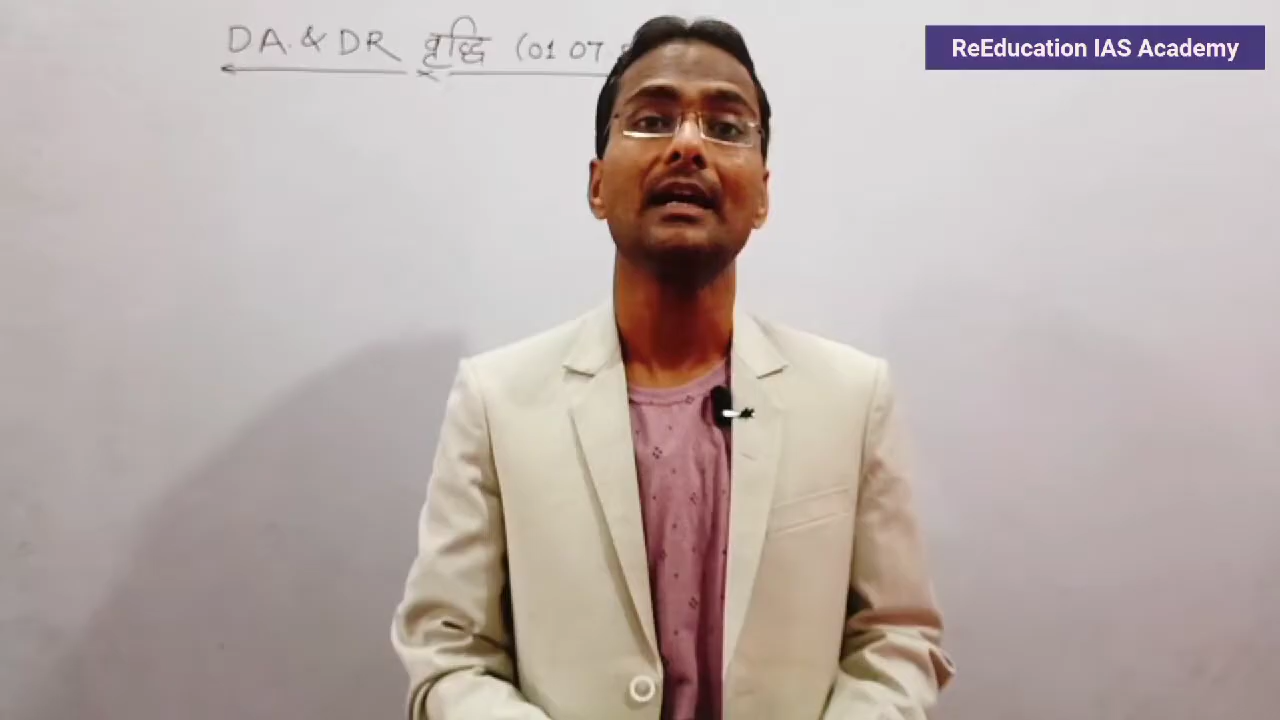 DA. & DR वृद्धि (01 07
ReEducation IAS Academy